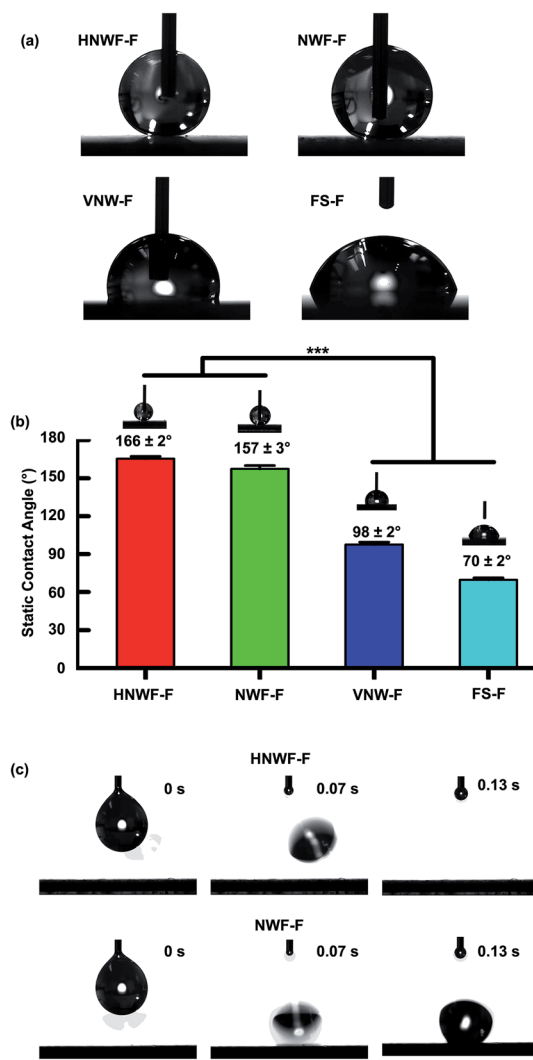 (a)
HNWF-F
NWF-F
VNW-F
FS-F
***
(b)
Static Contact Angle (°)
180
150
120
90
60
30
0
166 ± 2°
157 ± 3°
98 ± 2°
70 ± 2°
HNWF-F
NWF-F
VNW-F
FS-F
(c)
HNWF-F
0 s
0.07 s
0.13 s
NWF-F
0 s
0.07 s
0.13 s